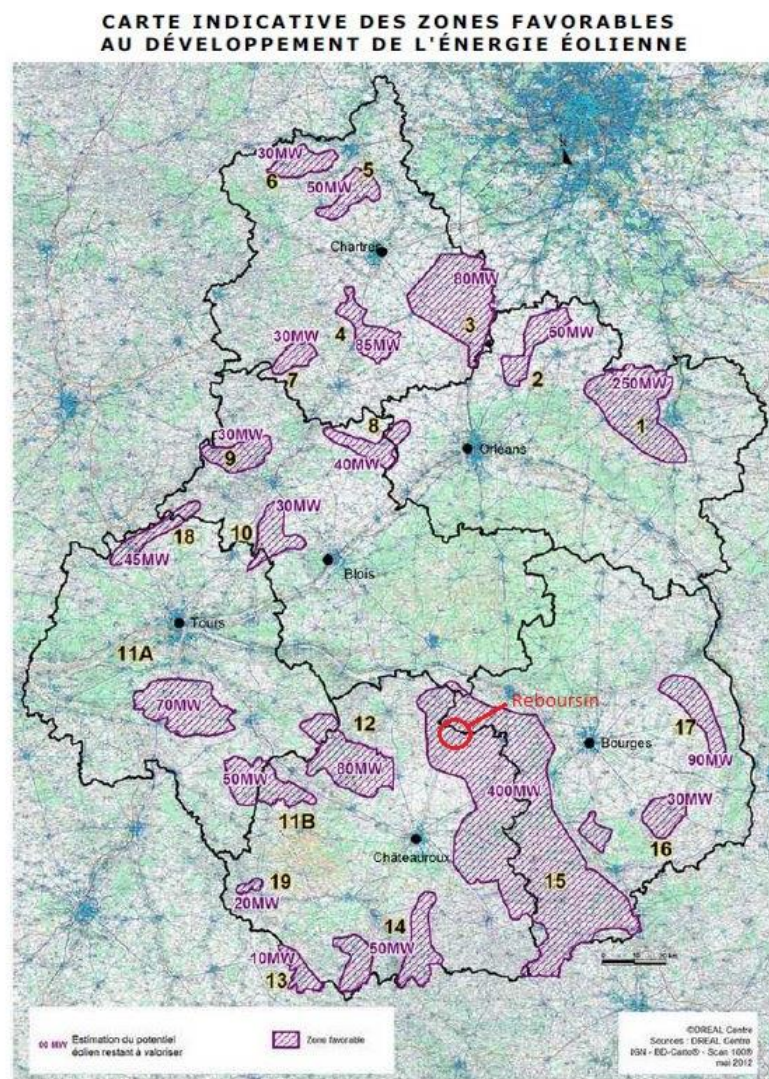 CARTE INDICATIVE DES ZONES FAVORABLES
AU DÉVELOPPEMENT DE L'ÉNERGIE ÉOLIENNE
N
30MW
6
5
50MW
Chartres
80MW
3
4
85MW
30MW
7
50MW
2
250MW
1
8
40MW
Orléans
30MW
9
30MW
10
18
45MW
Blois
Tours
11A
70MW
12
80MW
50MW
11B
Reboursin
Bourges
17
90MW
400MW
30MW
16
Châteauroux
15
19
20MW
14
50MW
10MW
13
00 MW Estimation du potentiel
éolien restant à valoriser
Zone favorable
©DREAL Centre
Sources : DREAL Centre
IGN - BD-Carto® - Scan 100®
mai 2012